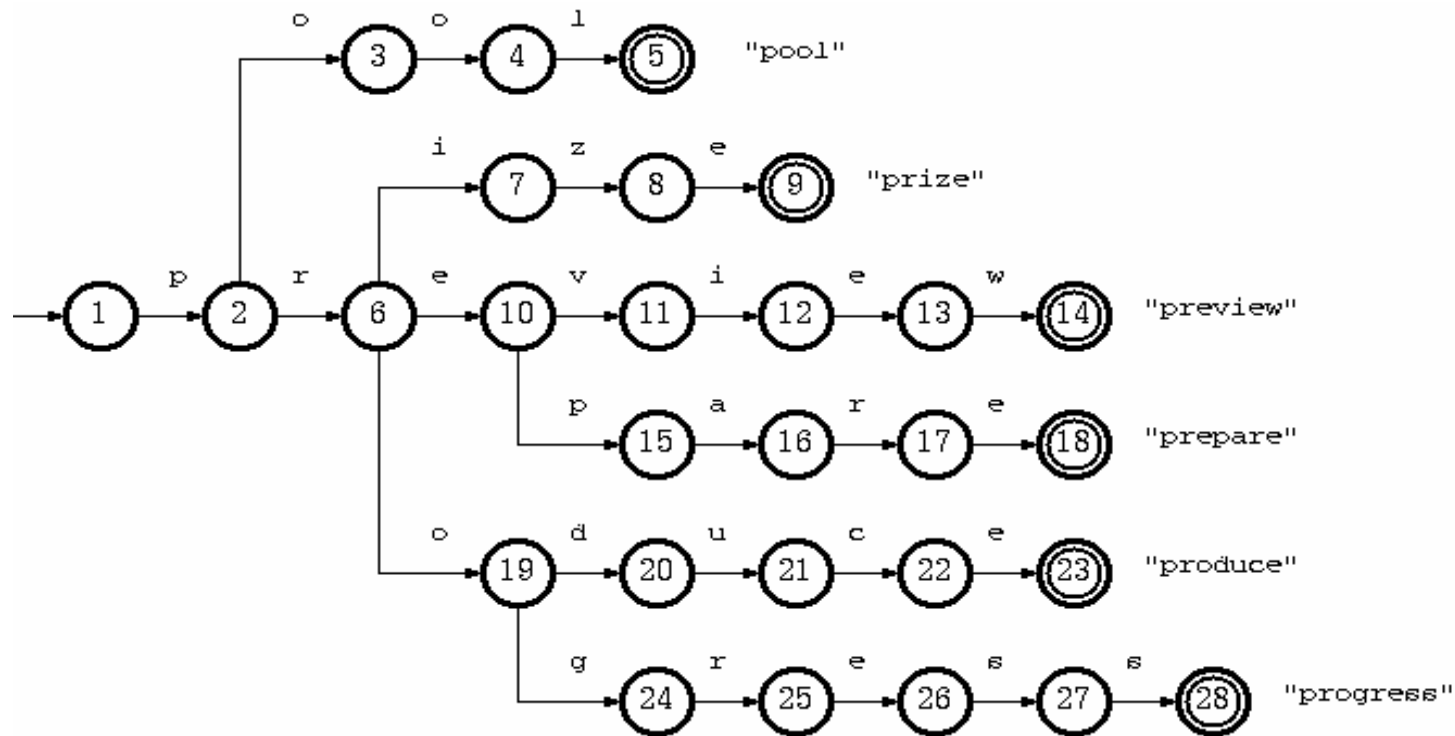 o o l
3 4 5 "pool"
i z e
7 8 9 "prize"
p r e v i e w
1 2 6 10 11 12 13 14 "preview"
p a r e
15 16 17 18 "prepare"
o d u c e
19 20 21 22 23 "produce"
g r e s s
24 25 26 27 28 "progress"